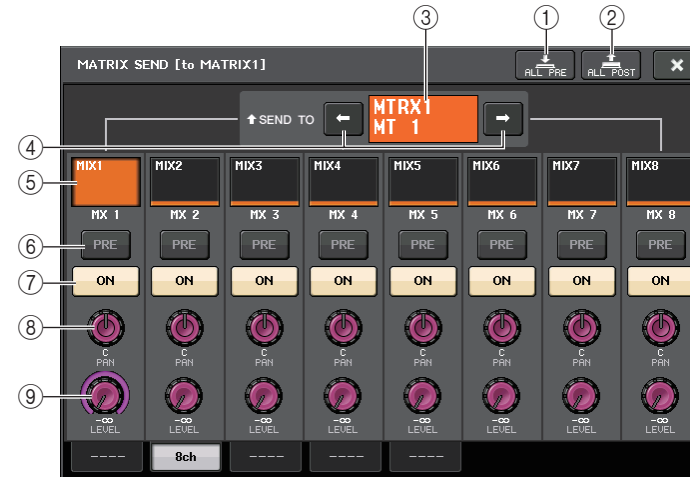 ③ ① ②
MATRIX SEND [to MATRIX1] ALL PRE ALL POST ×
SEND TO MTRX1
MT 1
④
⑤ MIX1 MIX2 MIX3 MIX4 MIX5 MIX6 MIX7 MIX8
MX 1 MX 2 MX 3 MX 4 MX 5 MX 6 MX 7 MX 8
⑥ PRE PRE PRE PRE PRE PRE PRE PRE
⑦ ON ON ON ON ON ON ON ON
⑧ C C C C C C C C
PAN PAN PAN PAN PAN PAN PAN PAN
⑨ -∞ -∞ -∞ -∞ -∞ -∞ -∞ -∞
LEVEL LEVEL LEVEL LEVEL LEVEL LEVEL LEVEL LEVEL
---- 8ch ---- ---- ----